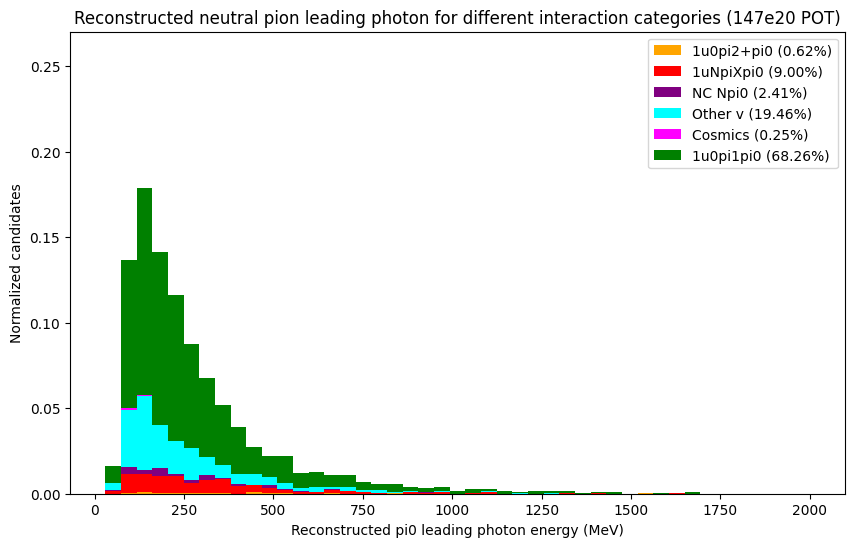 Reconstructed neutral pion leading photon for different interaction categories (147e20 POT)
1u0pi2+pi0 (0.62%)
1uNpiXpi0 (9.00%)
NC Npi0 (2.41%)
Other v (19.46%)
Cosmics (0.25%)
1u0pi1pi0 (68.26%)
Normalized candidates
0.25
0.20
0.15
0.10
0.05
0.00
0 250 500 750 1000 1250 1500 1750 2000
Reconstructed pi0 leading photon energy (MeV)